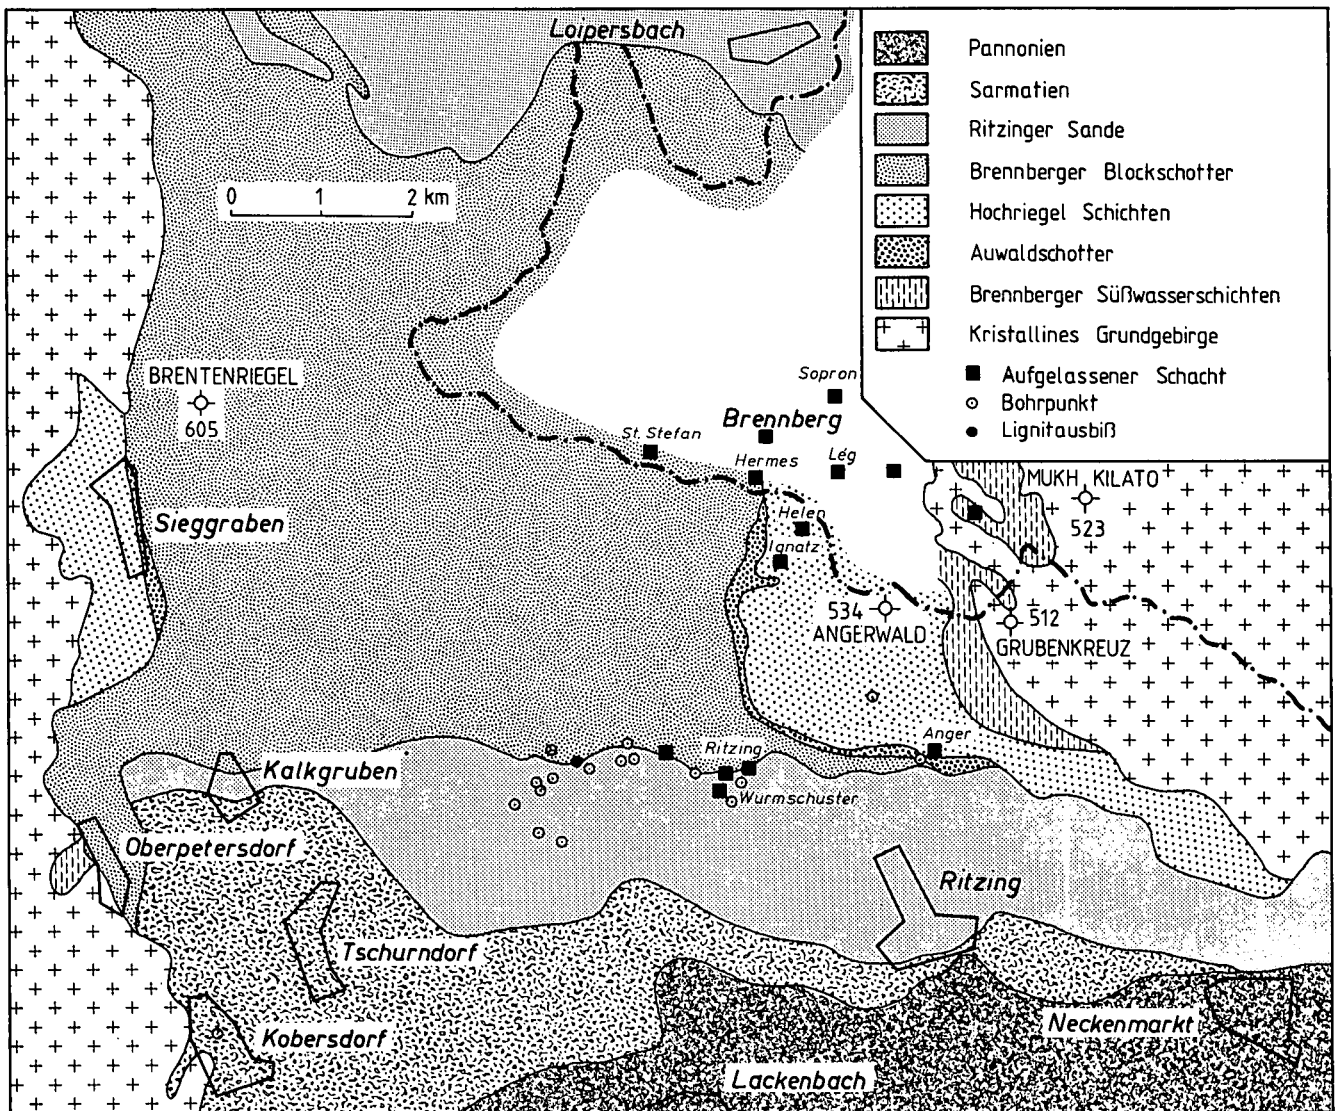 Loipersbach
0 1 2 km
Pannonien
Sarmatien
Ritzinger Sande
Brennberger Blockschotter
Hochriegel Schichten
Auwaldschotter
Brennberger Süßwasserschichten
Kristallines Grundgebirge
Aufgelassener Schacht
Bohrpunkt
Lignitausbiß
BRENTENRIEGEL
605
Sopron
Brennberg
St. Stefan
Hermes
Lég
MUKH KILATO
523
Sieggraben
Helen
Ignatz
534
ANGERWALD
512
GRUBENKREUZ
Anger
Ritzing
Wurmschuster
Kalkgruben
Oberpetersdorf
Ritzing
Tschurndorf
Kobersdorf
Neckenmarkt
Lackenbach